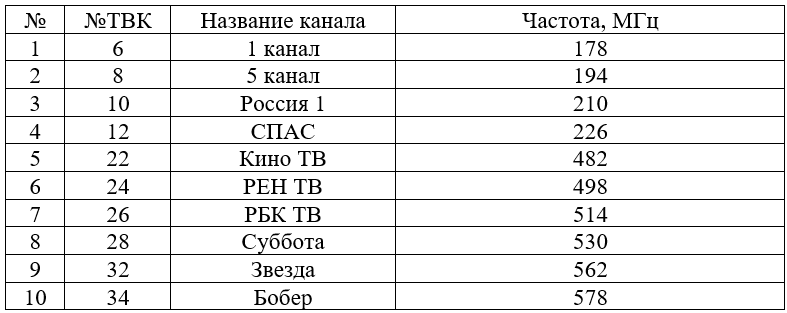 № №ТВК Название канала Частота, МГц
1 6 1 канал 178
2 8 5 канал 194
3 10 Россия 1 210
4 12 СПАС 226
5 22 Кино ТВ 482
6 24 РЕН ТВ 498
7 26 РБК ТВ 514
8 28 Суббота 530
9 32 Звезда 562
10 34 Бобер 578